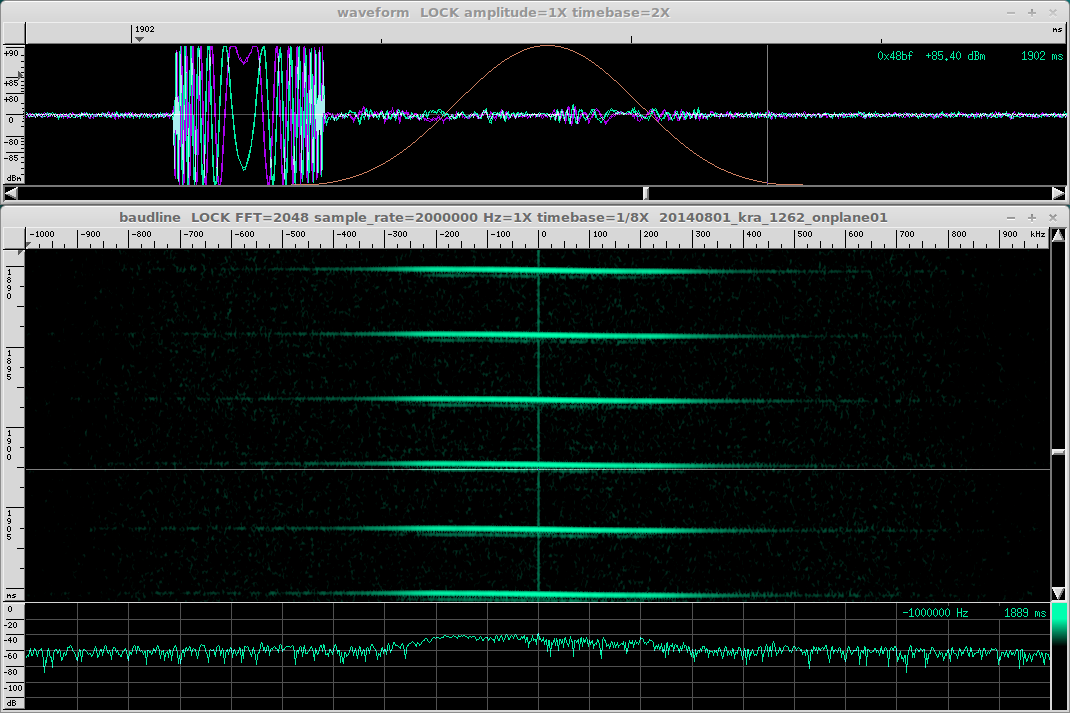 waveform LOCK amplitude=1X timebase=2X
1902
ms
+90
+85
+80
0
-80
-85
dBm
0x48bf +85.40 dBm 1902 ms
baudline LOCK FFT=2048 sample_rate=2000000 Hz=1X timebase=1/8X 20140801_kra_1262_onplane01
-1000 -900 -800 -700 -600 -500 -400 -300 -200 -100 0 100 200 300 400 500 600 700 800 900 kHz
1890
1895
1900
1905
ms
0
-20
-40
-60
-80
-100
dB
-1000000 Hz 1889 ms